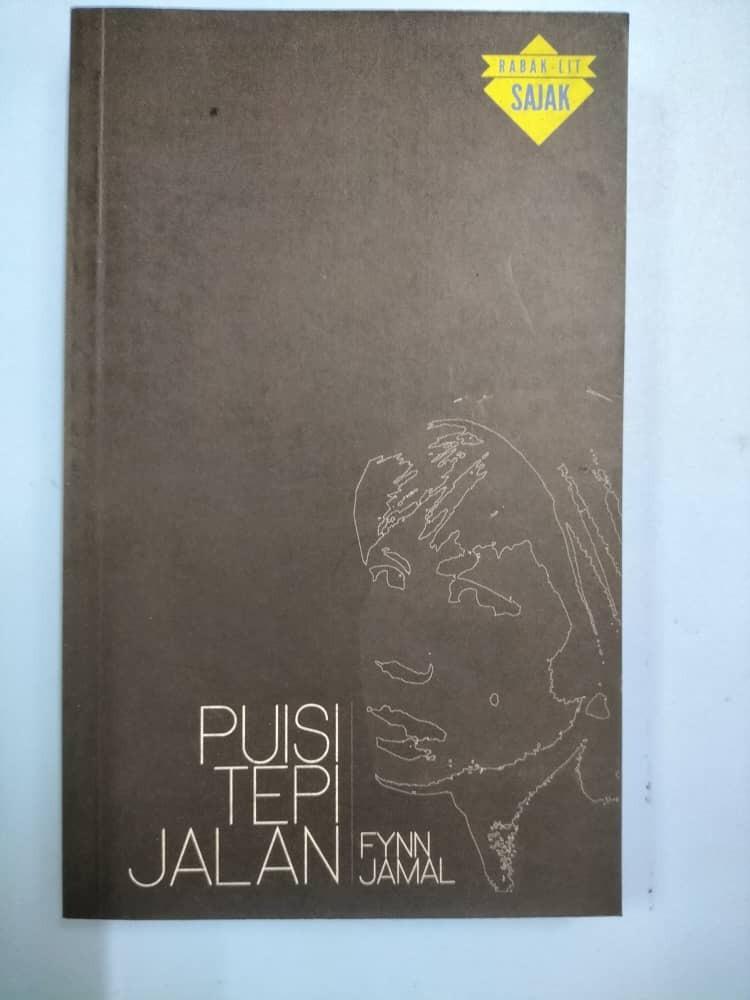 RABAK-LIT
SAJAK
PUISI
TEPI
JALAN
FYNN
JAMAL